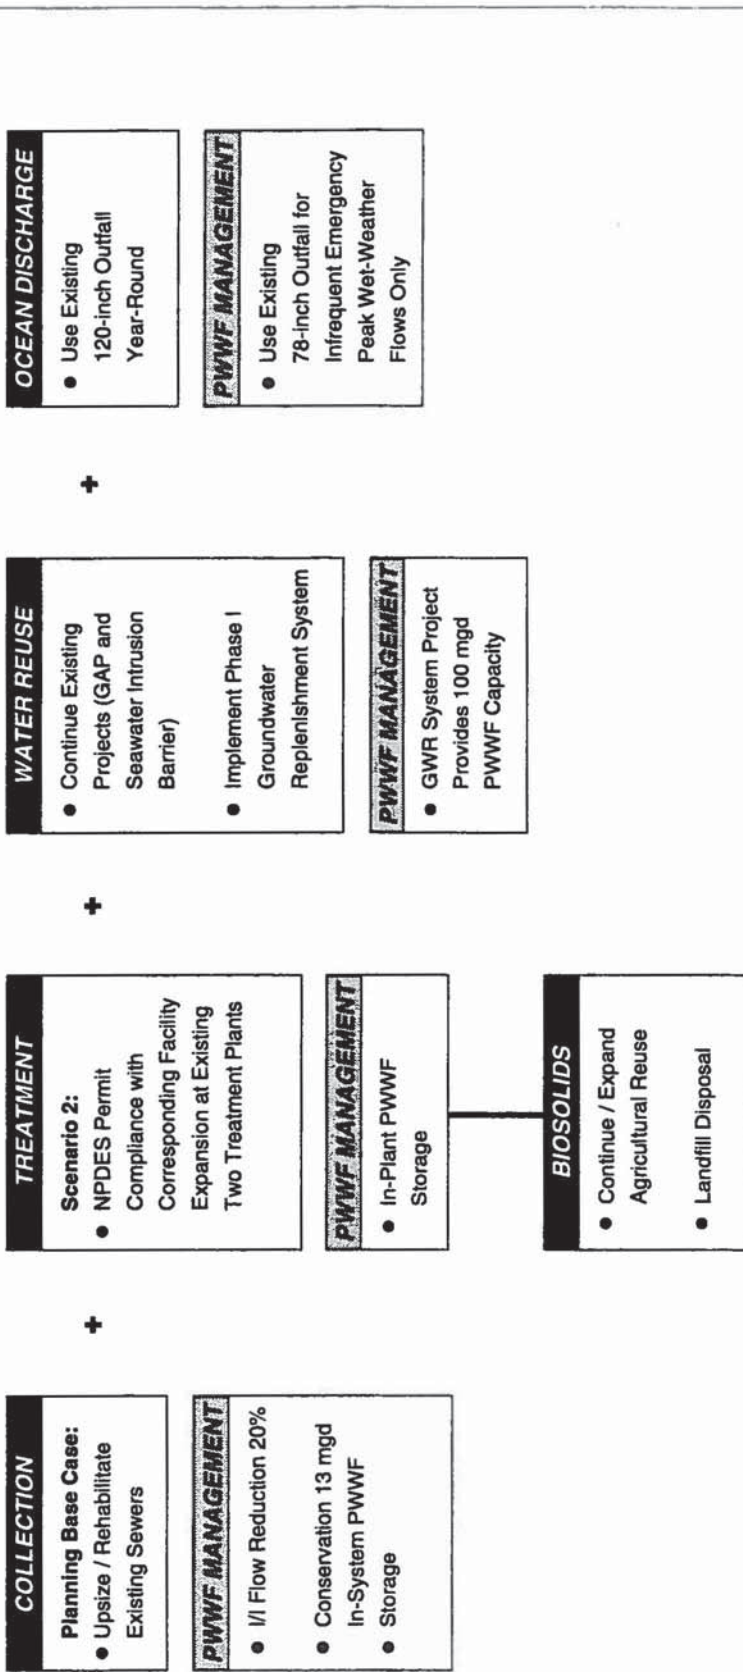 COLLECTION
Planning Base Case:
● Upsize / Rehabilitate
Existing Sewers
PWWF MANAGEMENT
● I/I Flow Reduction 20%
● Conservation 13 mgd
In-System PWWF
● Storage
+
TREATMENT
Scenario 2:
● NPDES Permit
Compliance with
Corresponding Facility
Expansion at Existing
Two Treatment Plants
PWWF MANAGEMENT
● In-Plant PWWF
Storage
BIOSOLIDS
● Continue / Expand
Agricultural Reuse
● Landfill Disposal
+
WATER REUSE
● Continue Existing
Projects (GAP and
Seawater Intrusion
Barrier)
● Implement Phase I
Groundwater
Replenishment System
PWWF MANAGEMENT
● GWR System Project
Provides 100 mgd
PWWF Capacity
+
OCEAN DISCHARGE
● Use Existing
120-inch Outfall
Year-Round
PWWF MANAGEMENT
● Use Existing
78-inch Outfall for
Infrequent Emergency
Peak Wet-Weather
Flows Only